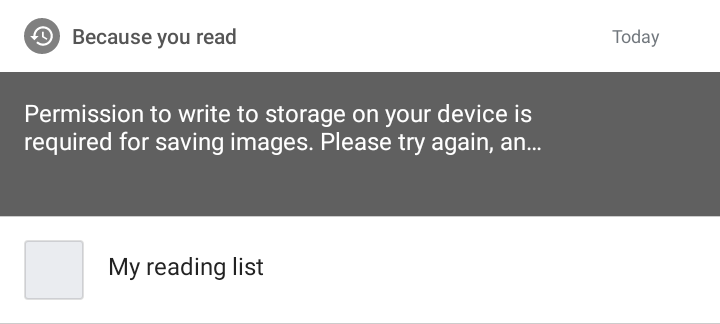 Because you read
Today
Permission to write to storage on your device is
required for saving images. Please try again, an...
My reading list